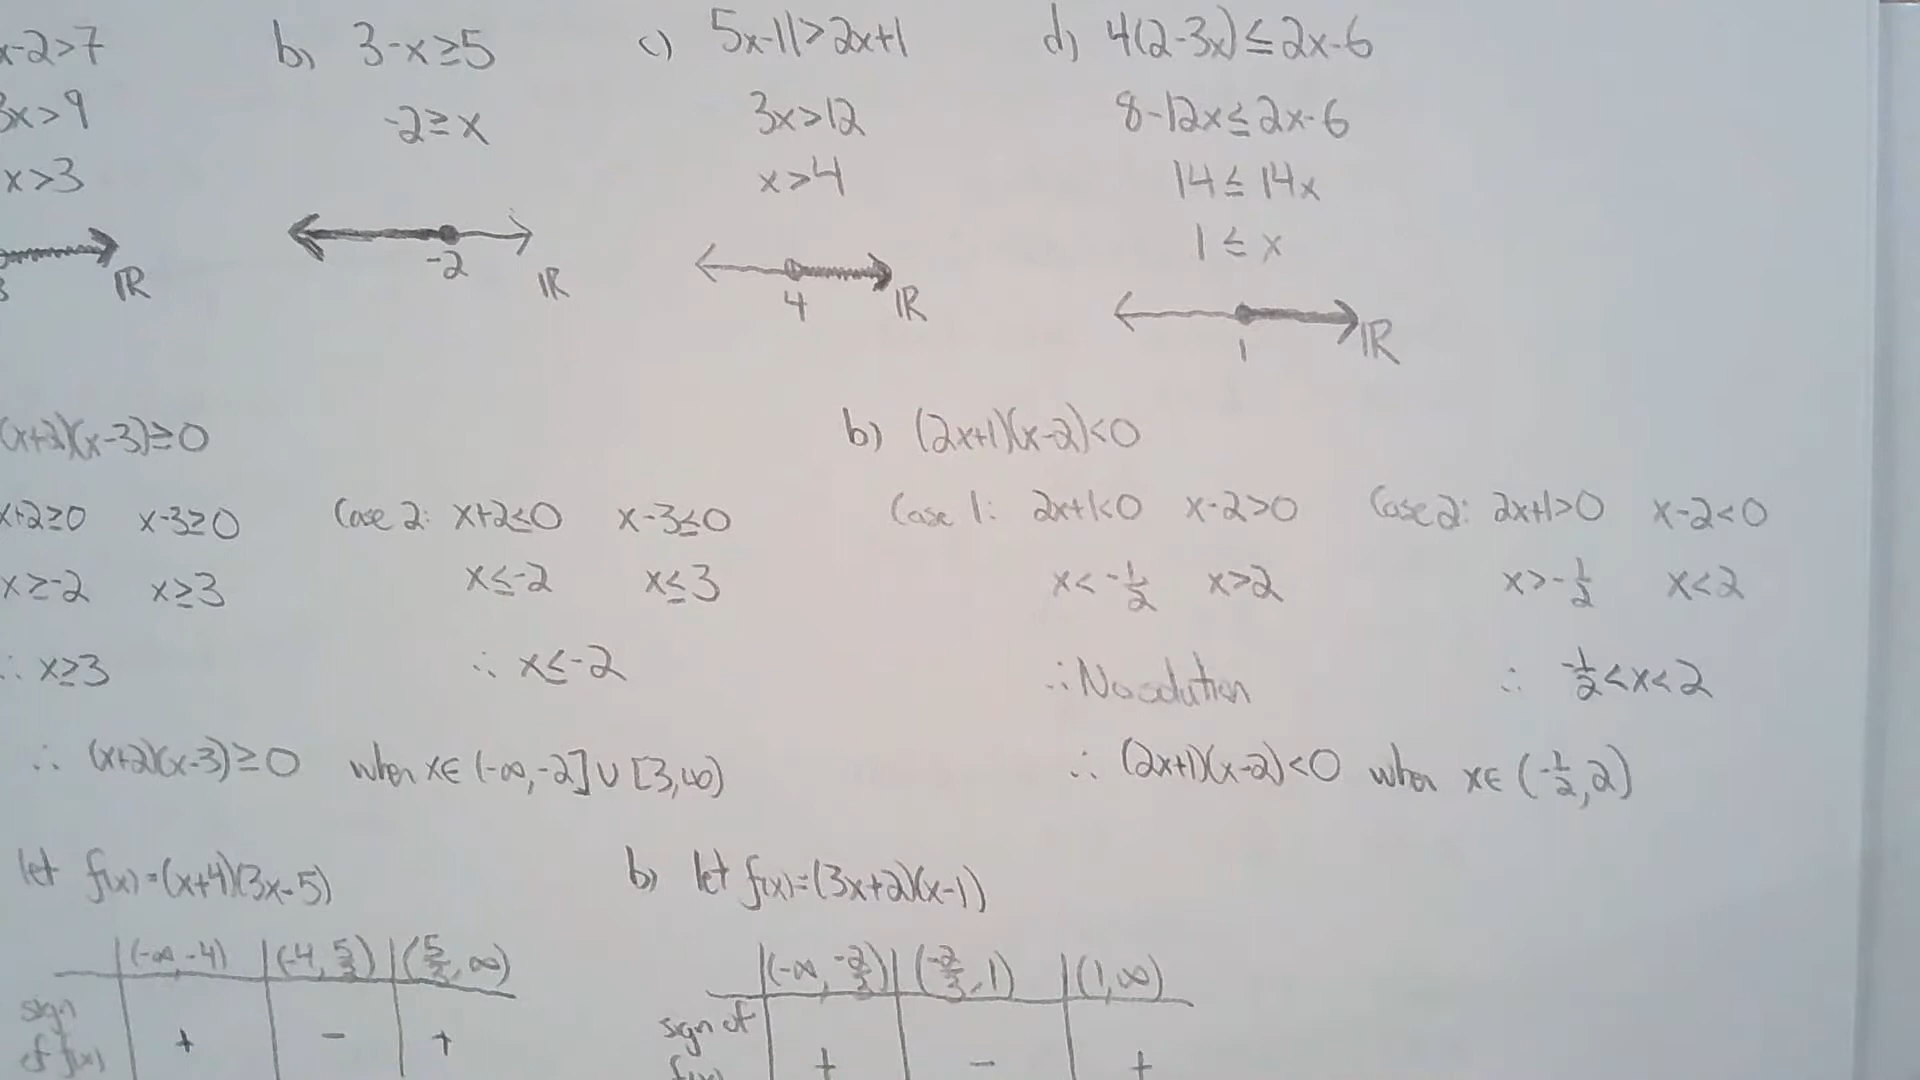 x-2>7
3x>9
x>3
3
ℝ
b) 3-x≥5
-2≥x
-2
ℝ
c) 5x-11>2x+1
3x>12
x>4
4
ℝ
d) 4(2-3x)≤2x-6
8-12x≤2x-6
14≤14x
1≤x
1
ℝ
(x+2)(x-3)≥0
x+2≥0 x-3≥0
x≥-2 x≥3
∴ x≥3
Case 2: x+2≤0 x-3≤0
x≤-2 x≤3
∴ x≤-2
∴ (x+2)(x-3)≥0 when x∈ (-∞,-2]∪[3,∞)
b) (2x+1)(x-2)<0
Case 1: 2x+1<0 x-2>0
x<-1/2 x>2
∴ No solution
Case 2: 2x+1>0 x-2<0
x>-1/2 x<2
∴ -1/2<x<2
∴ (2x+1)(x-2)<0 when x∈ (-1/2,2)
let f(x)=(x+4)(3x-5)
(-∞,-4) (-4,5/3) (5/3,∞)
sign
of f(x) + - +
b) let f(x)=(3x+2)(x-1)
(-∞,-2/3) (-2/3,1) (1,∞)
sign of
f(x) + - +